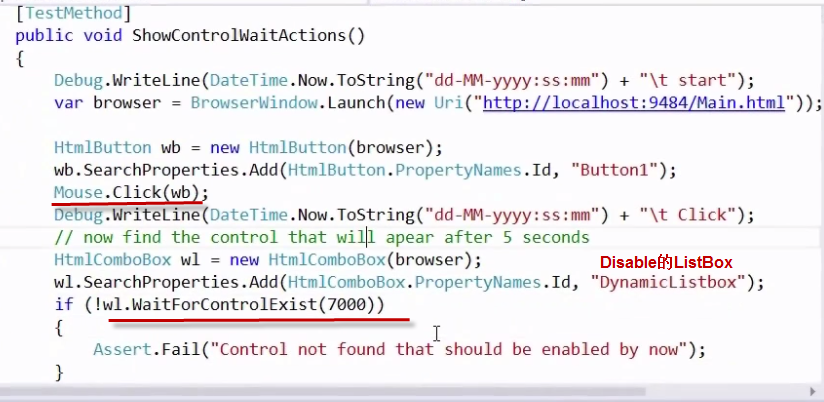 [TestMethod]
public void ShowControlWaitActions()
{
Debug.WriteLine(DateTime.Now.ToString("dd-MM-yyyy:ss:mm") + "\t start");
var browser = BrowserWindow.Launch(new Uri("http://localhost:9484/Main.html"));
HtmlButton wb = new HtmlButton(browser);
wb.SearchProperties.Add(HtmlButton.PropertyNames.Id, "Button1");
Mouse.Click(wb);
Debug.WriteLine(DateTime.Now.ToString("dd-MM-yyyy:ss:mm") + "\t Click");
// now find the control that will apear after 5 seconds
HtmlComboBox wl = new HtmlComboBox(browser);
Disable的ListBox
wl.SearchProperties.Add(HtmlComboBox.PropertyNames.Id, "DynamicListbox");
if (!wl.WaitForControlExist(7000))
{
Assert.Fail("Control not found that should be enabled by now");
}